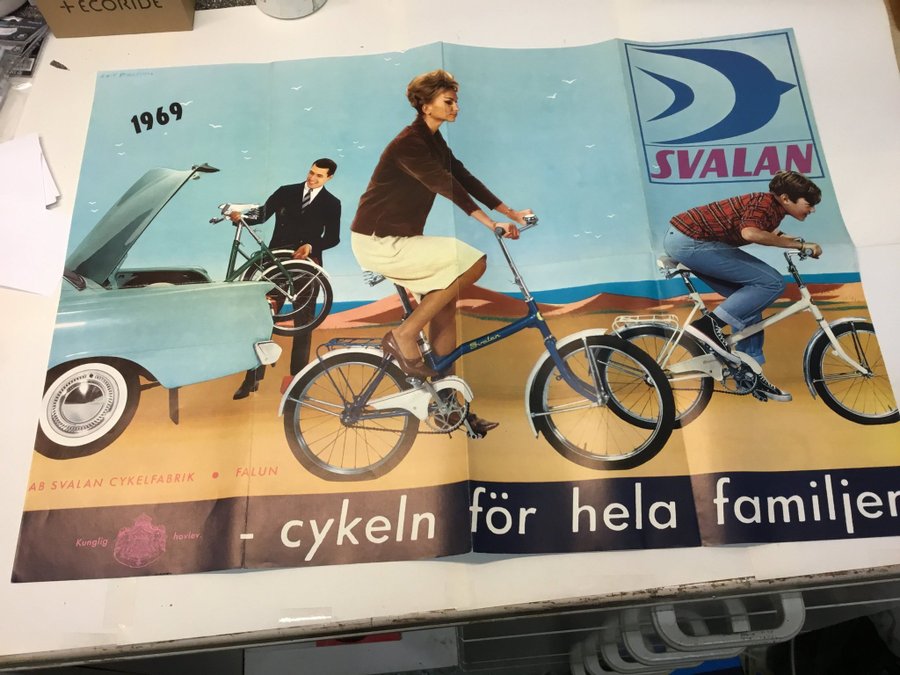 + ECORIDE
1969
SVALAN
Svalan
AB SVALAN CYKELFABRIK • FALUN
Kunglig hovlev.
- cykeln för hela familjen